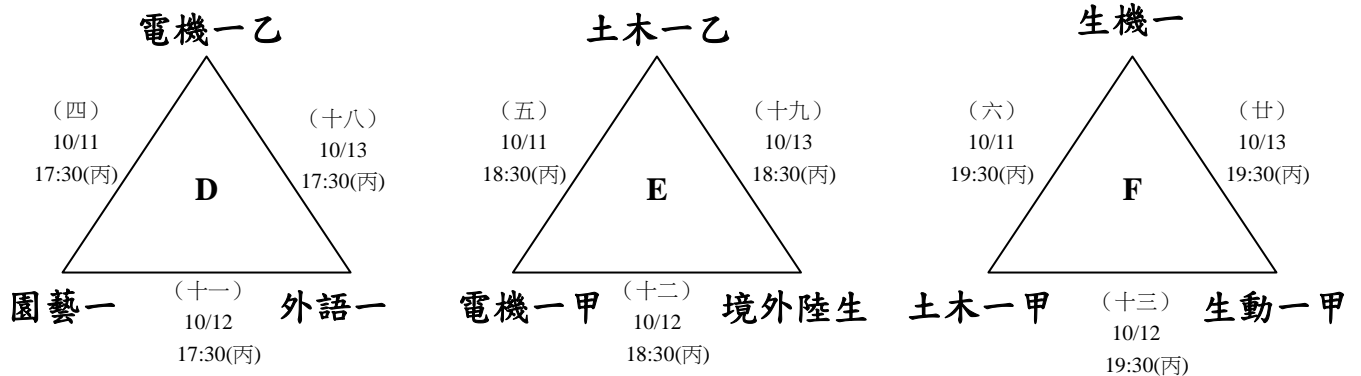 電機一乙
(四)
10/11
17:30(丙)
(十八)
10/13
17:30(丙)
D
園藝一
(十一)
10/12
17:30(丙)
外語一
土木一乙
(五)
10/11
18:30(丙)
(十九)
10/13
18:30(丙)
E
電機一甲
(十二)
10/12
18:30(丙)
境外陸生
生機一
(六)
10/11
19:30(丙)
(廿)
10/13
19:30(丙)
F
土木一甲
(十三)
10/12
19:30(丙)
生動一甲